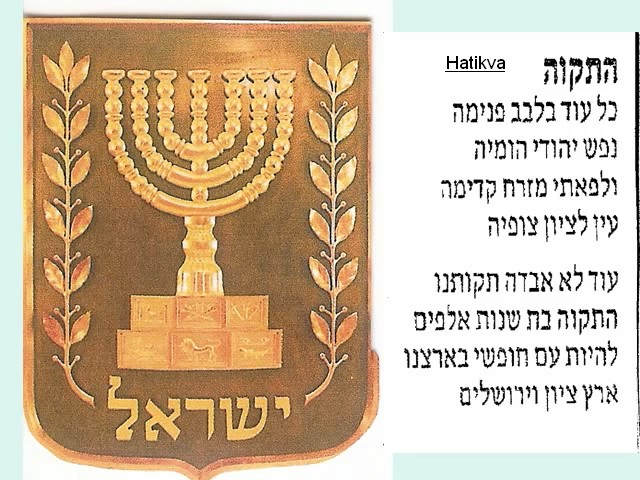 Hatikva
התקוה
כל עוד בלבב פנימה
נפש יהודי הומיה
ולפאתי מזרח קדימה
עין לציון צופיה
עוד לא אבדה תקותנו
התקוה בת שנות אלפים
להיות עם חופשי בארצנו
ארץ ציון וירושלים
ישראל